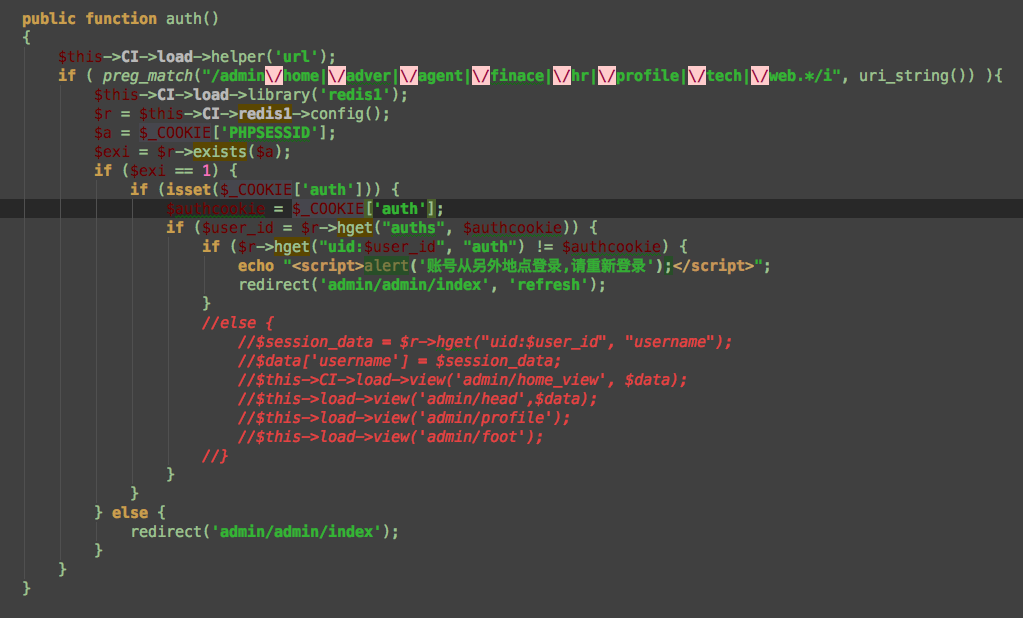 public function auth()
{
    $this->CI->load->helper('url');
    if ( preg_match("/admin\/home|\/adver|\/agent|\/finace|\/hr|\/profile|\/tech|\/web.*/i", uri_string()) ){
        $this->CI->load->library('redis1');
        $r = $this->CI->redis1->config();
        $a = $_COOKIE['PHPSESSID'];
        $exi = $r->exists($a);
        if ($exi == 1) {
            if (isset($_COOKIE['auth'])) {
                $authcookie = $_COOKIE['auth'];
                if ($user_id = $r->hget("auths", $authcookie)) {
                    if ($r->hget("uid:$user_id", "auth") != $authcookie) {
                        echo "<script>alert('账号从另外地点登录,请重新登录');</script>";
                        redirect('admin/admin/index', 'refresh');
                    }
                    //else {
                        //$session_data = $r->hget("uid:$user_id", "username");
                        //$data['username'] = $session_data;
                        //$this->CI->load->view('admin/home_view', $data);
                        //$this->load->view('admin/head',$data);
                        //$this->load->view('admin/profile');
                        //$this->load->view('admin/foot');
                    //}
                }
            }
        } else {
            redirect('admin/admin/index');
        }
    }
}